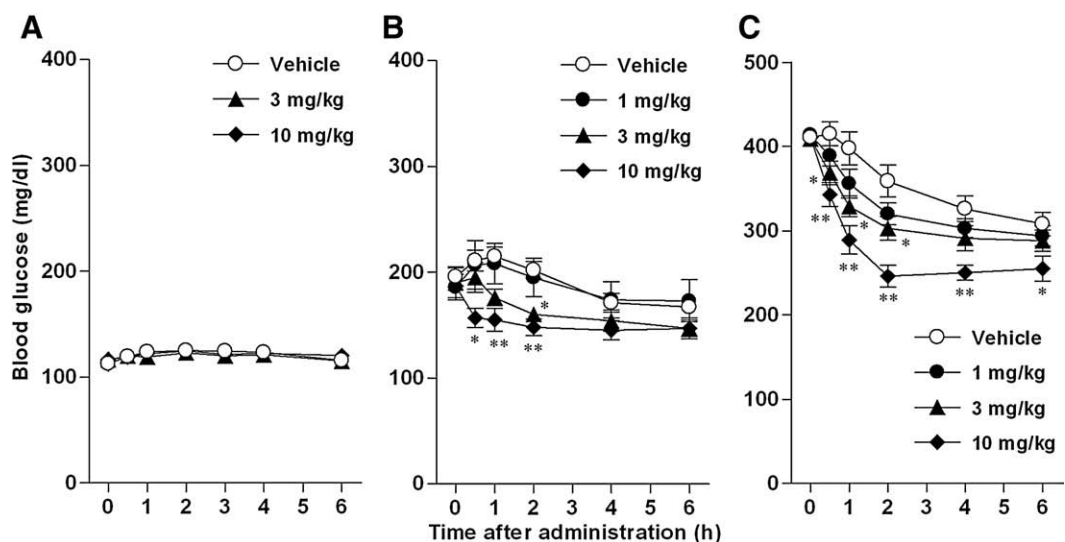 A
B
C
Blood glucose (mg/dl)
400
300
200
100
0
Vehicle
3 mg/kg
10 mg/kg
0 1 2 3 4 5 6
400
300
200
100
0
Vehicle
1 mg/kg
3 mg/kg
10 mg/kg
*
*
**
**
0 1 2 3 4 5 6
500
400
300
200
100
0
*
**
*
*
**
**
**
*
Vehicle
1 mg/kg
3 mg/kg
10 mg/kg
0 1 2 3 4 5 6
Time after administration (h)